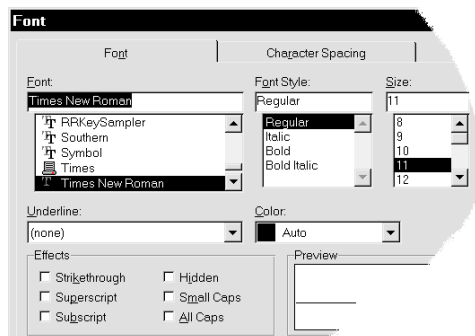 Font
Font Character Spacing
Font: Font Style: Size:
Times New Roman Regular 11
RRKeySampler Regular 8
Southern Italic 9
Symbol Bold 10
Times Bold Italic 11
Times New Roman 12
Underline: Color:
(none) Auto
Effects Preview
Strikethrough Hidden
Superscript Small Caps
Subscript All Caps